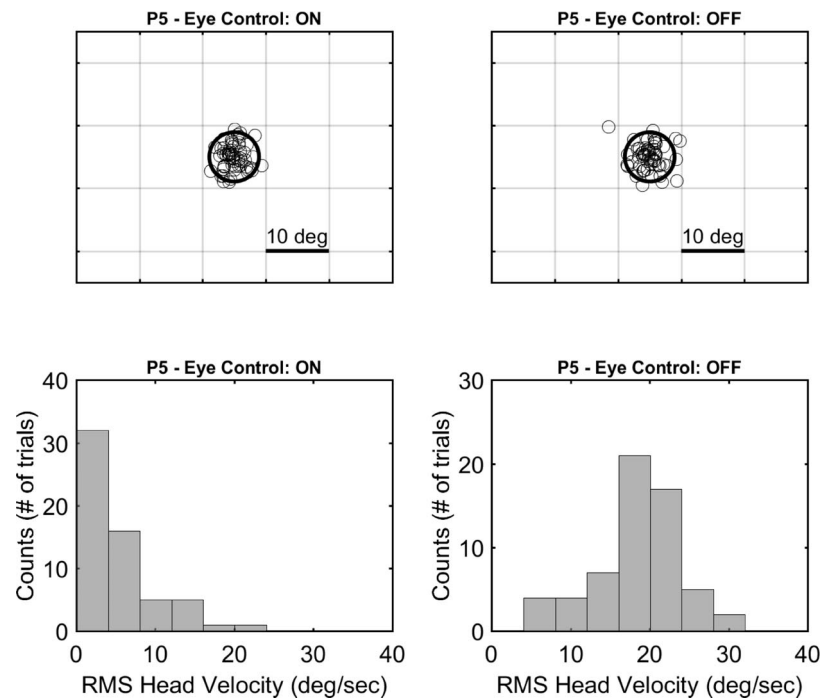 P5 - Eye Control: ON
P5 - Eye Control: OFF
10 deg
10 deg
P5 - Eye Control: ON
P5 - Eye Control: OFF
40
30
20
10
0
Counts (# of trials)
0 10 20 30 40
RMS Head Velocity (deg/sec)
30
20
10
0
Counts (# of trials)
0 10 20 30 40
RMS Head Velocity (deg/sec)